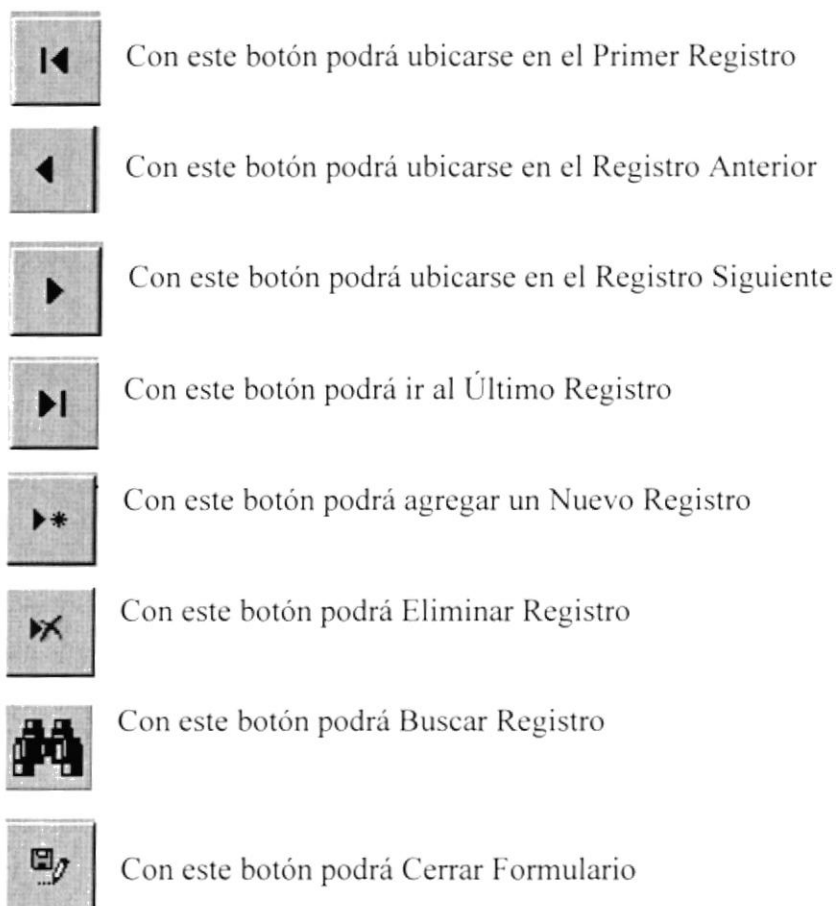 Con este botón podrá ubicarse en el Primer Registro
Con este botón podrá ubicarse en el Registro Anterior
Con este botón podrá ubicarse en el Registro Siguiente
Con este botón podrá ir al Último Registro
Con este botón podrá agregar un Nuevo Registro
Con este botón podrá Eliminar Registro
Con este botón podrá Buscar Registro
Con este botón podrá Cerrar Formulario